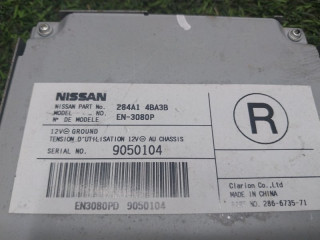 NISSAN
NISSAN PART No. 284A1 4BA3B
MODEL NO.
N° DE MODELE. EN-3080P
12V⊖GROUND
TENSION D'UTILISATION 12V⊖ AU CHASSIS
SERIAL NO. 9050104
R
EN3080PD 9050104
Clarion Co.,Ltd
MADE IN CHINA
286-6735-71